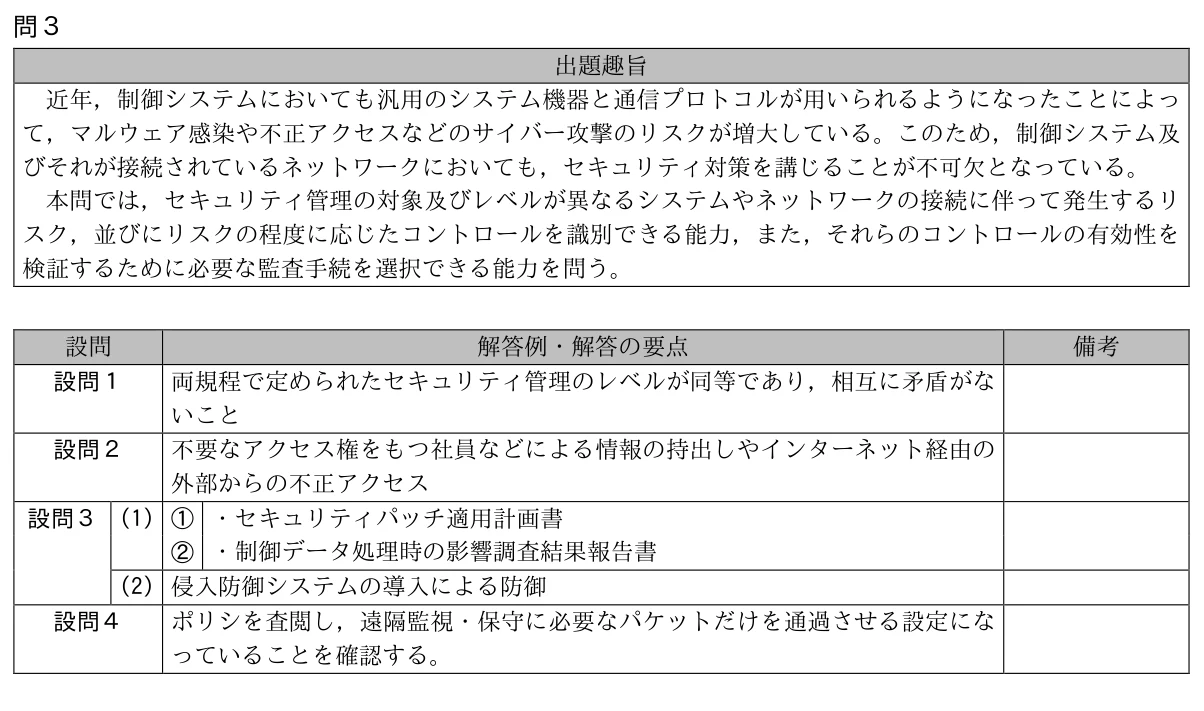 問3
出題趣旨
近年，制御システムにおいても汎用のシステム機器と通信プロトコルが用いられるようになったことによっ
て，マルウェア感染や不正アクセスなどのサイバー攻撃のリスクが増大している。このため，制御システム及
びそれが接続されているネットワークにおいても，セキュリティ対策を講じることが不可欠となっている。
本問では，セキュリティ管理の対象及びレベルが異なるシステムやネットワークの接続に伴って発生するリ
スク，並びにリスクの程度に応じたコントロールを識別できる能力，また，それらのコントロールの有効性を
検証するために必要な監査手続を選択できる能力を問う。
設問 解答例・解答の要点 備考
設問1 両規程で定められたセキュリティ管理のレベルが同等であり，相互に矛盾がな
いこと
設問2 不要なアクセス権をもつ社員などによる情報の持出しやインターネット経由の
外部からの不正アクセス
設問3 (1) ① ・セキュリティパッチ適用計画書
② ・制御データ処理時の影響調査結果報告書
(2) 侵入防御システムの導入による防御
設問4 ポリシを査閲し，遠隔監視・保守に必要なパケットだけを通過させる設定にな
っていることを確認する。